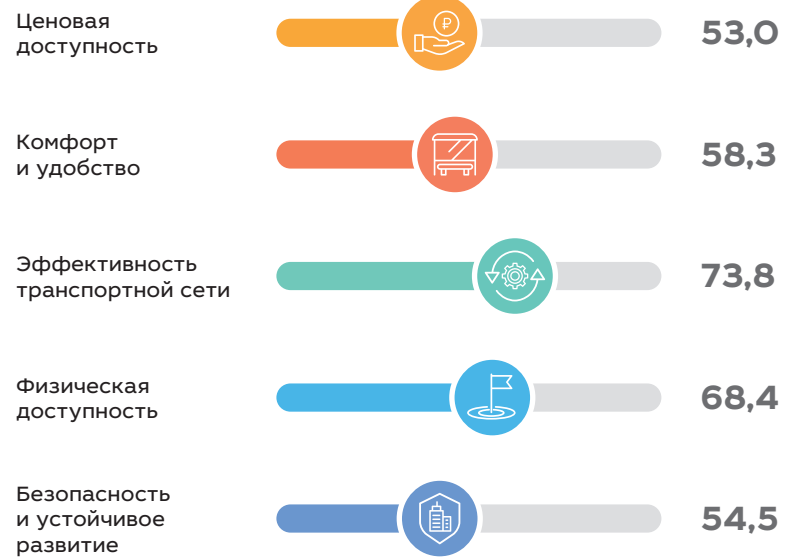 Ценовая
доступность
53,0
Комфорт
и удобство
58,3
Эффективность
транспортной сети
73,8
Физическая
доступность
68,4
Безопасность
и устойчивое
развитие
54,5